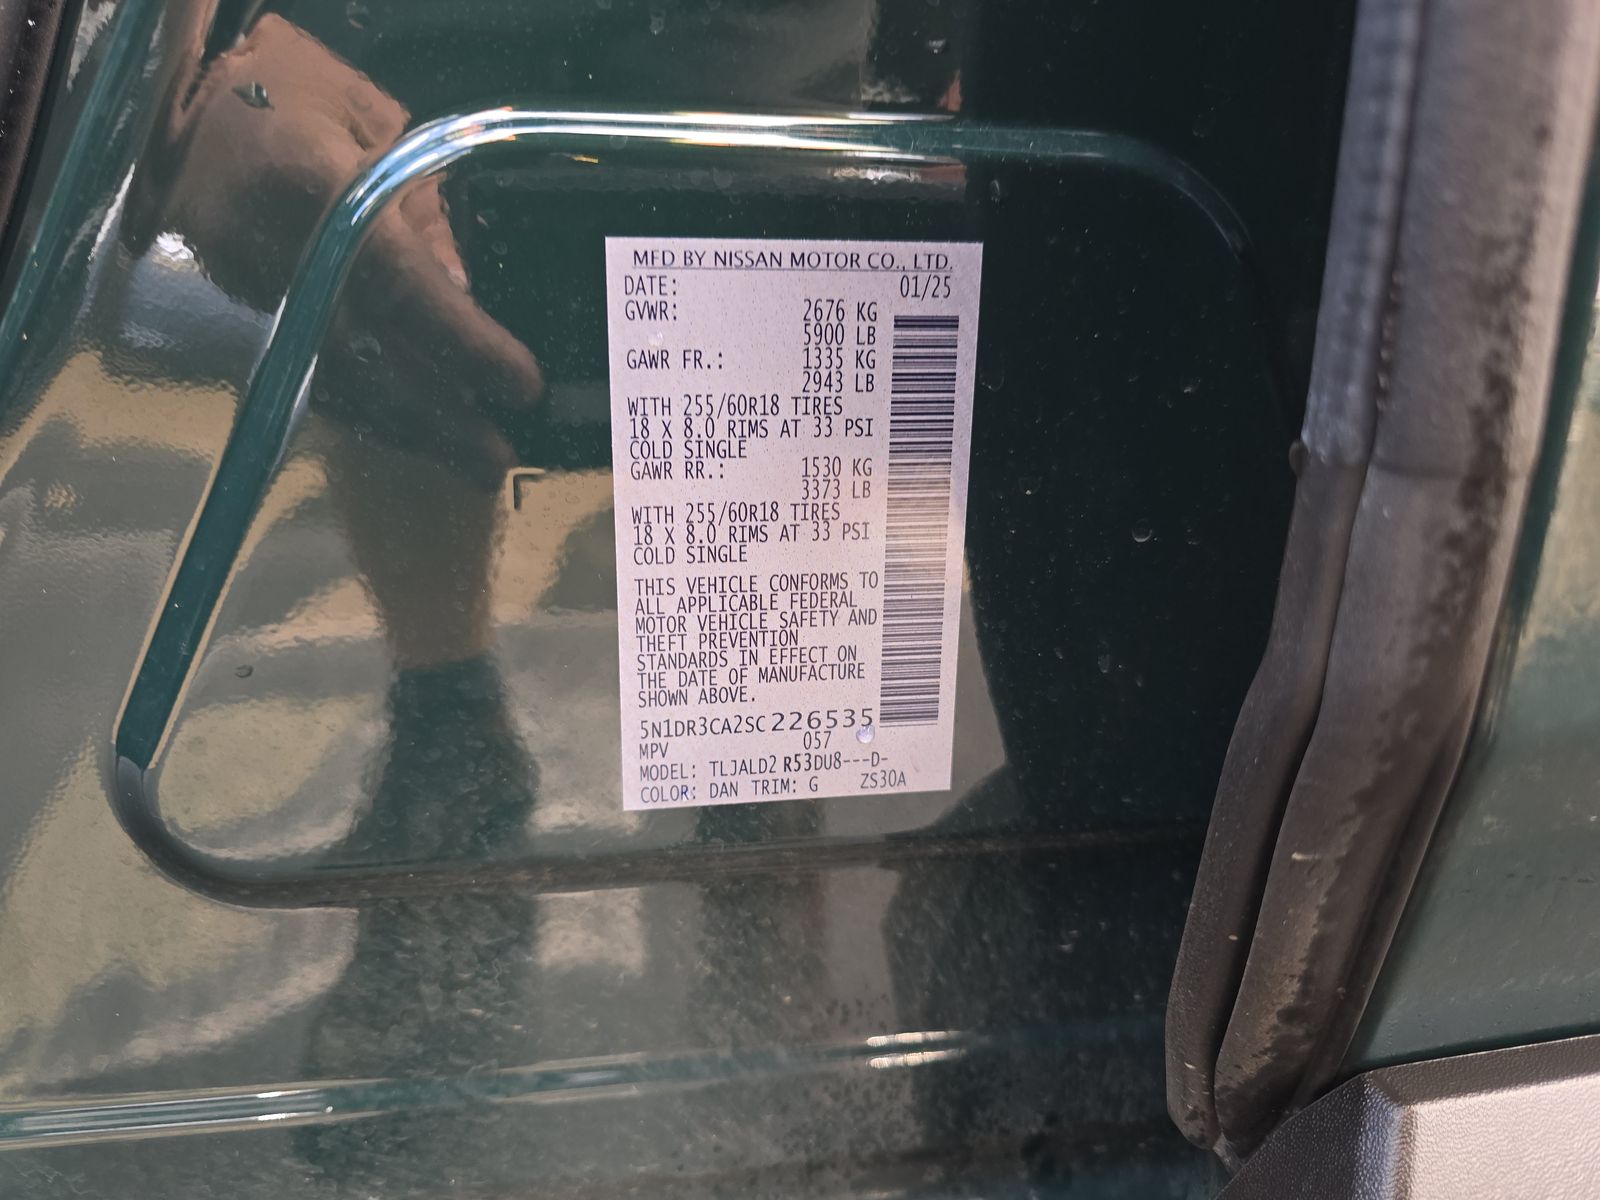 MFD BY NISSAN MOTOR CO., LTD.
DATE: 01/25
GVWR: 2676 KG
5900 LB
GAWR FR.: 1335 KG
2943 LB
WITH 255/60R18 TIRES
18 X 8.0 RIMS AT 33 PSI
COLD SINGLE
GAWR RR.: 1530 KG
3373 LB
WITH 255/60R18 TIRES
18 X 8.0 RIMS AT 33 PSI
COLD SINGLE
THIS VEHICLE CONFORMS TO
ALL APPLICABLE FEDERAL
MOTOR VEHICLE SAFETY AND
THEFT PREVENTION
STANDARDS IN EFFECT ON
THE DATE OF MANUFACTURE
SHOWN ABOVE.
5N1DR3CA2SC226535
MPV 057
MODEL: TLJALD2 R53DU8---D-
COLOR: DAN TRIM: G ZS30A